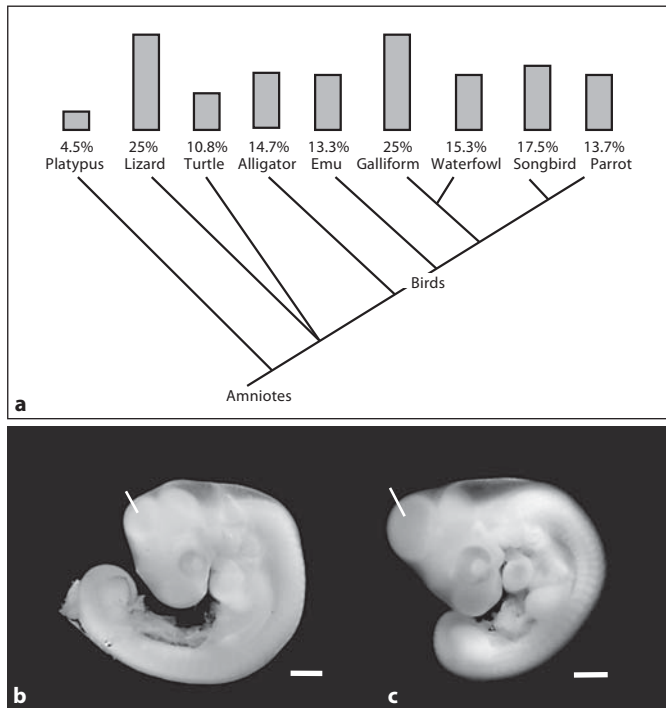 4.5% 25% 10.8% 14.7% 13.3% 25% 15.3% 17.5% 13.7%
Platypus Lizard Turtle Alligator Emu Galliform Waterfowl Songbird Parrot
Birds
Amniotes
a
b c